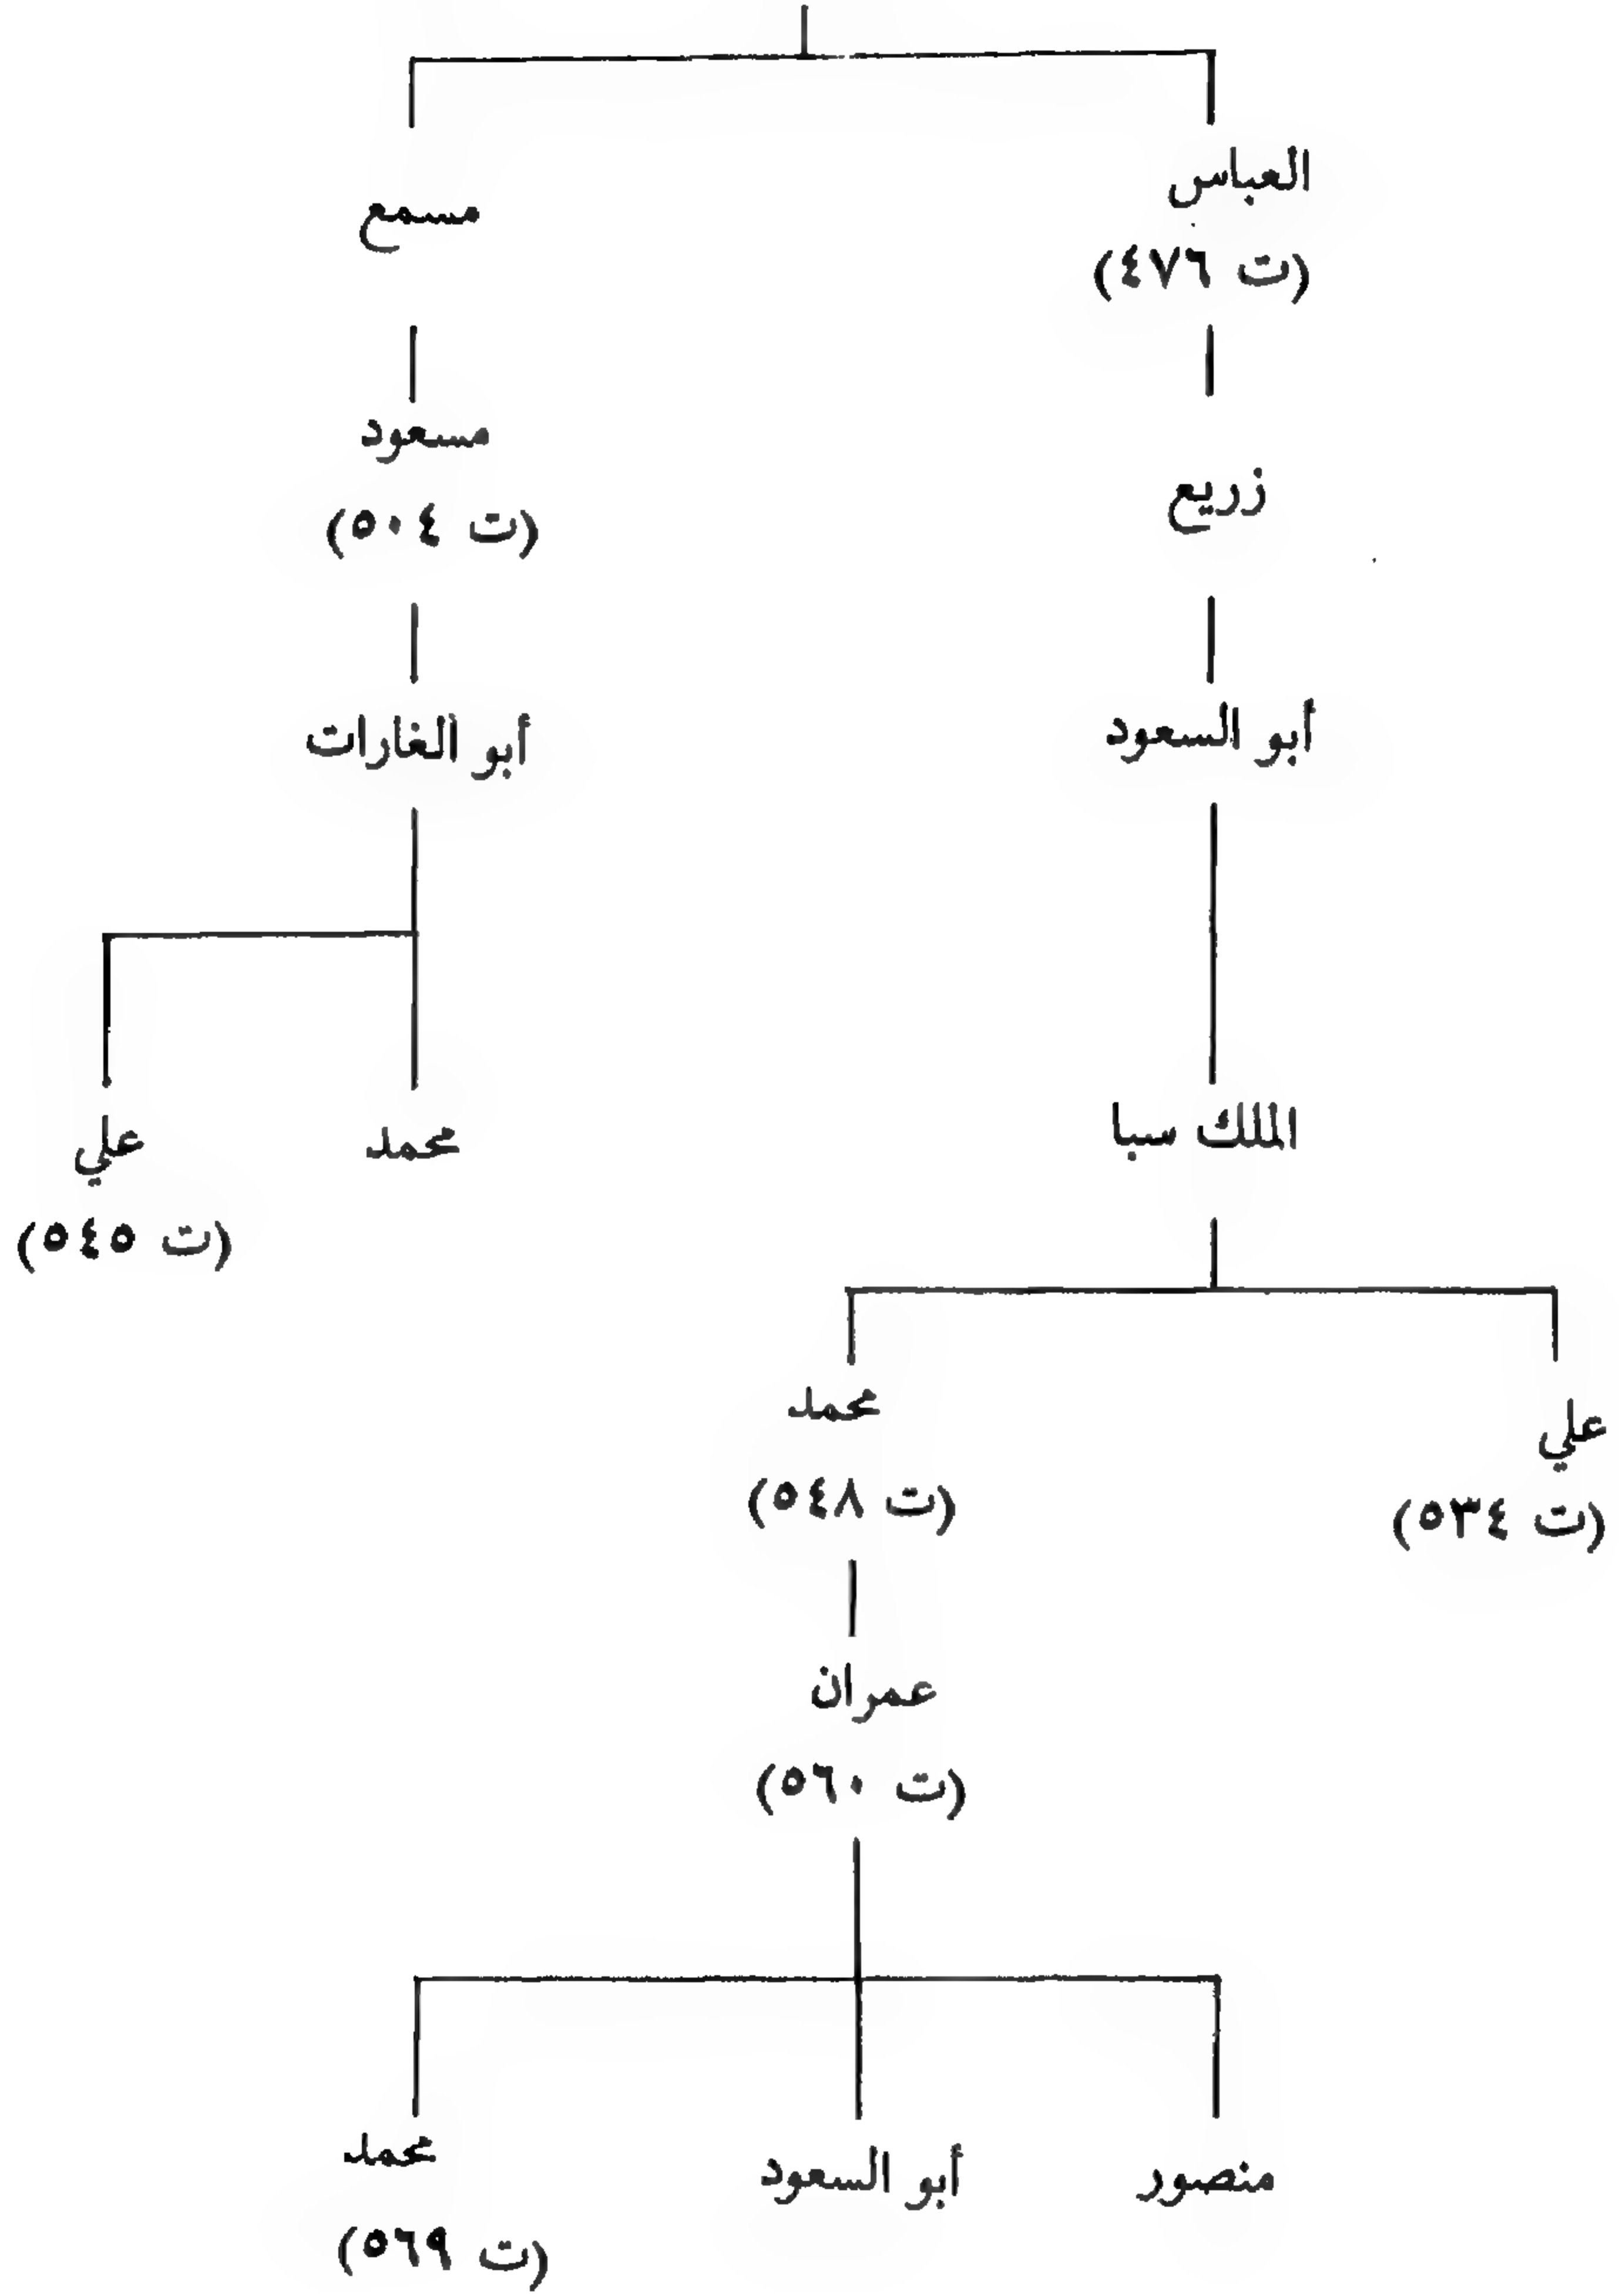 العباس
(ت ٤٧٦)
مسمع
زريع
مسعود
(ت ٥٠٤)
أبو السعود
أبو الغارات
الملك سبا
محمد
علي
(ت ٥٤٥)
علي
(ت ٥٣٤)
محمد
(ت ٥٤٨)
عمران
(ت ٥٦٠)
منصور
أبو السعود
محمد
(ت ٥٦٩)